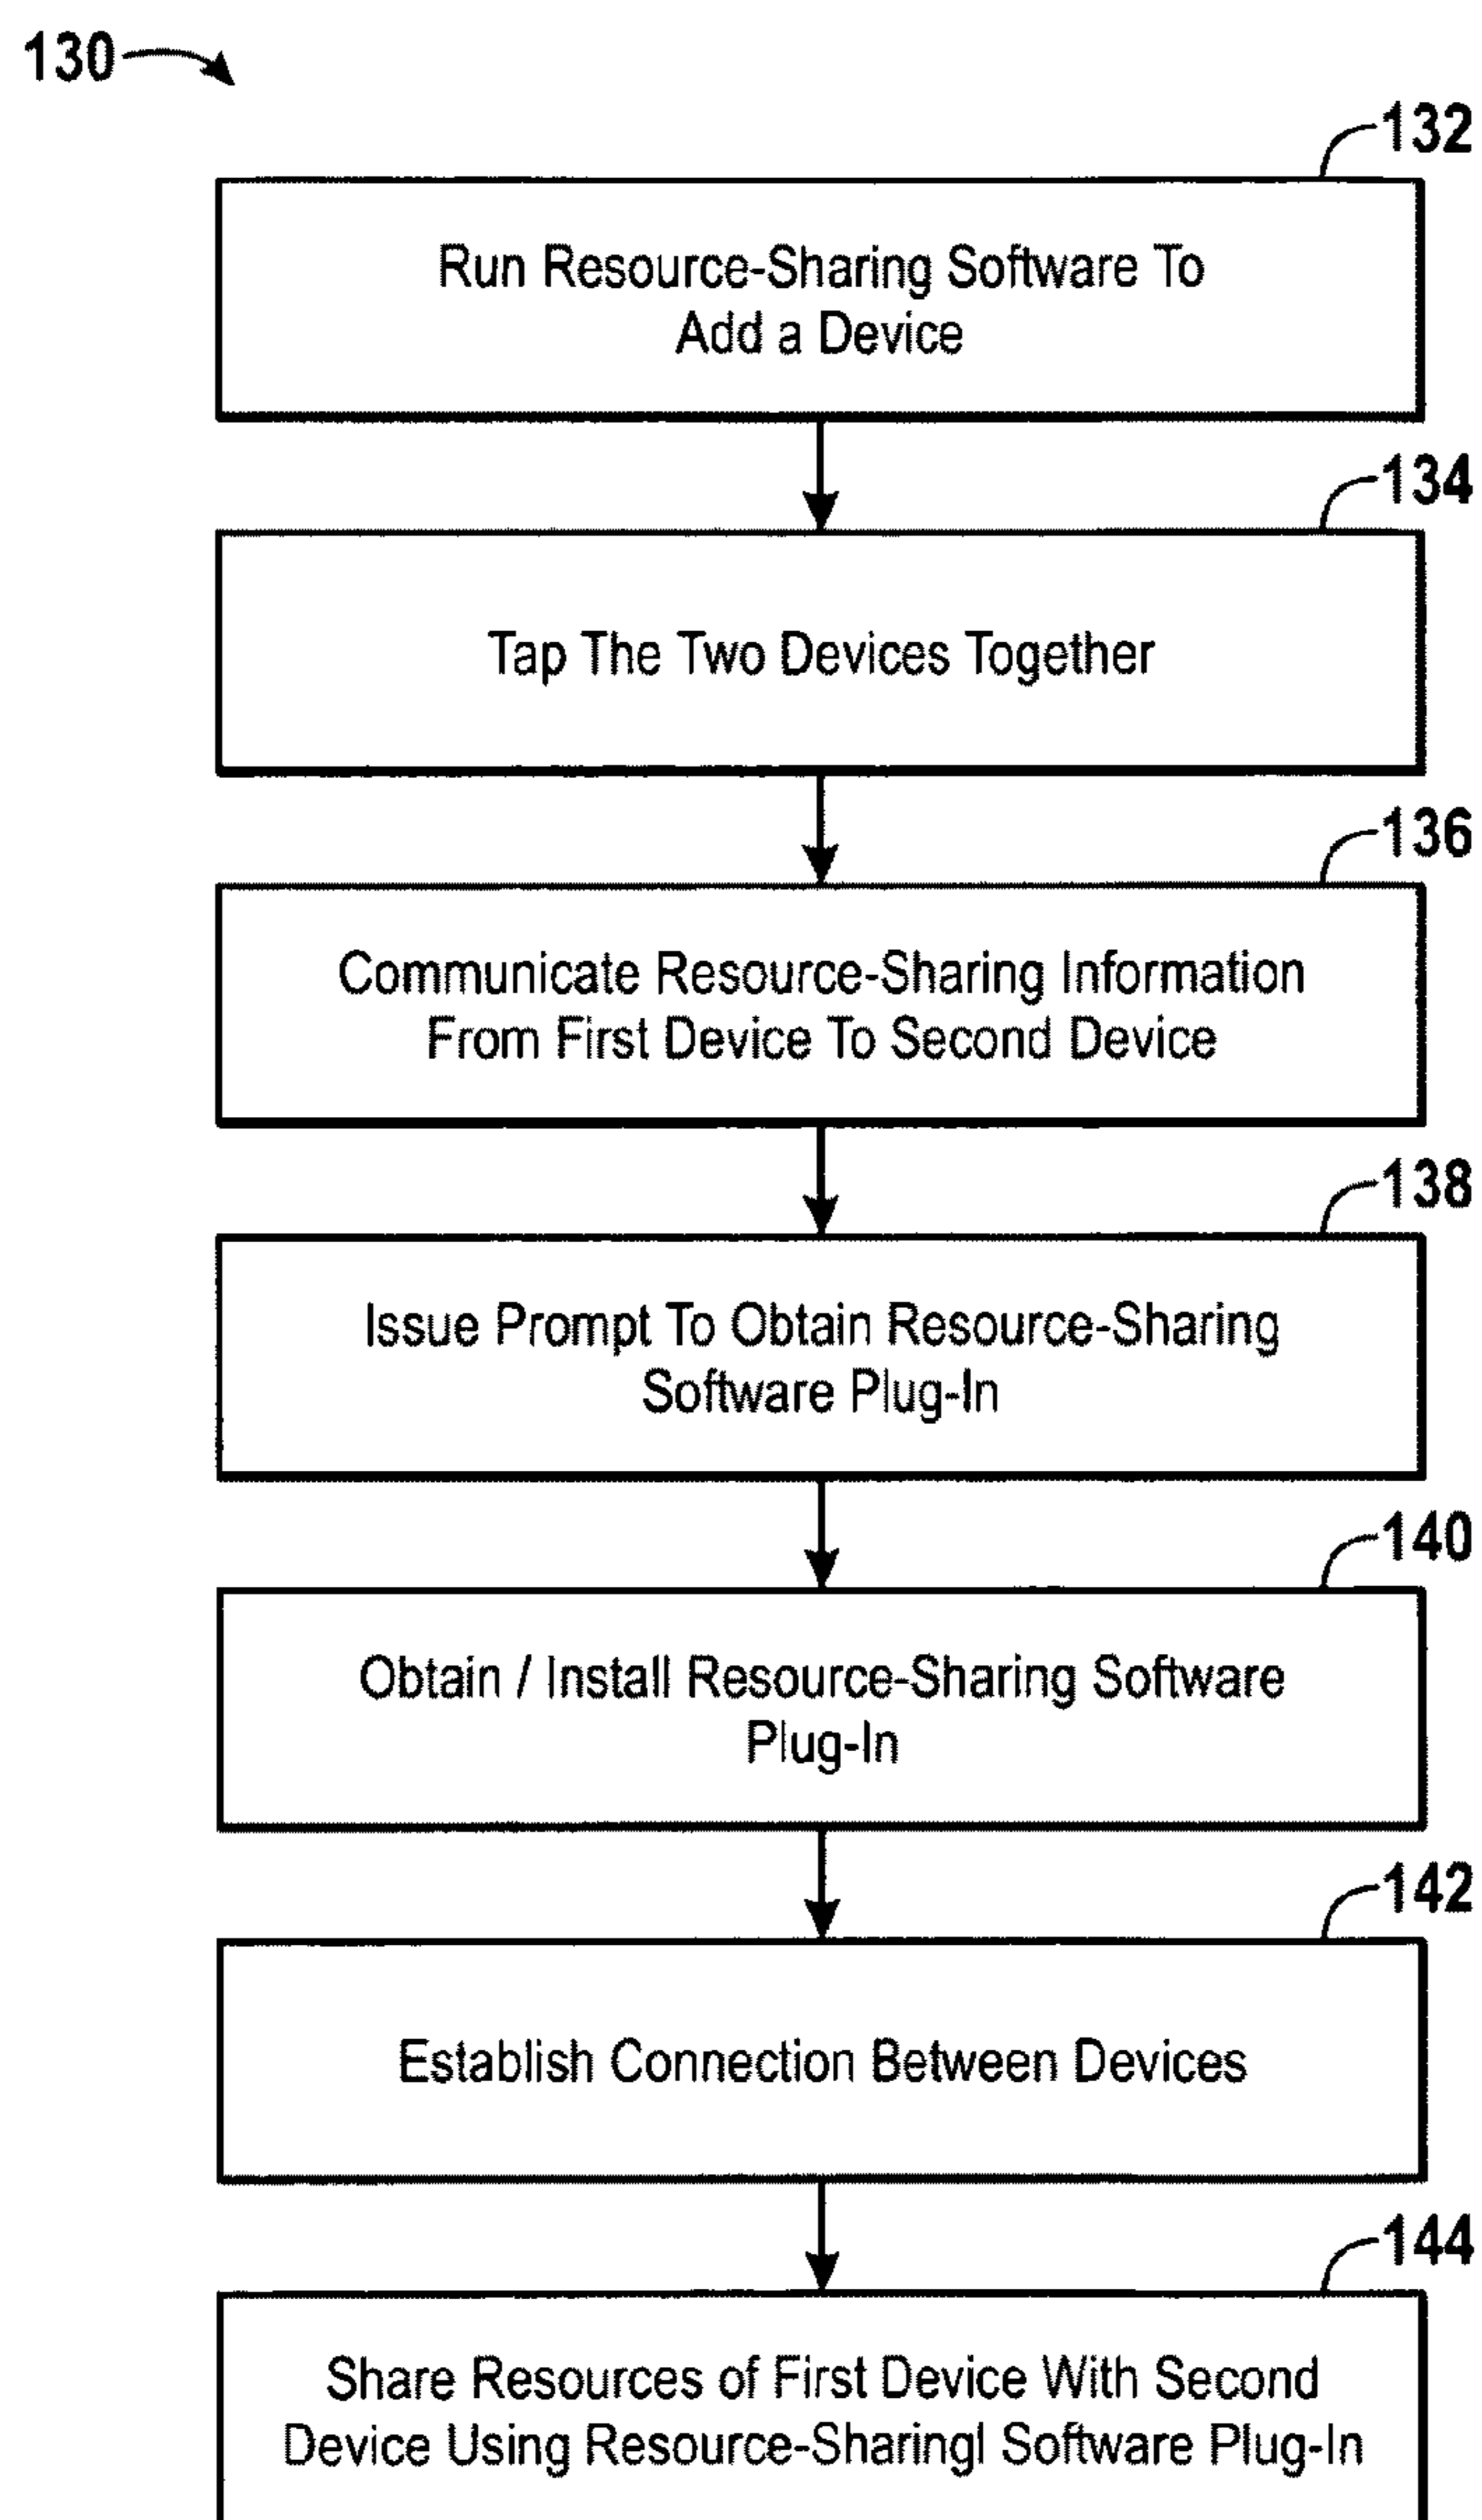 130
132
Run Resource-Sharing Software To
Add a Device
134
Tap The Two Devices Together
136
Communicate Resource-Sharing Information
From First Device To Second Device
138
Issue Prompt To Obtain Resource-Sharing
Software Plug-In
140
Obtain / Install Resource-Sharing Software
Plug-In
142
Establish Connection Between Devices
144
Share Resources of First Device With Second
Device Using Resource-Sharingl Software Plug-In